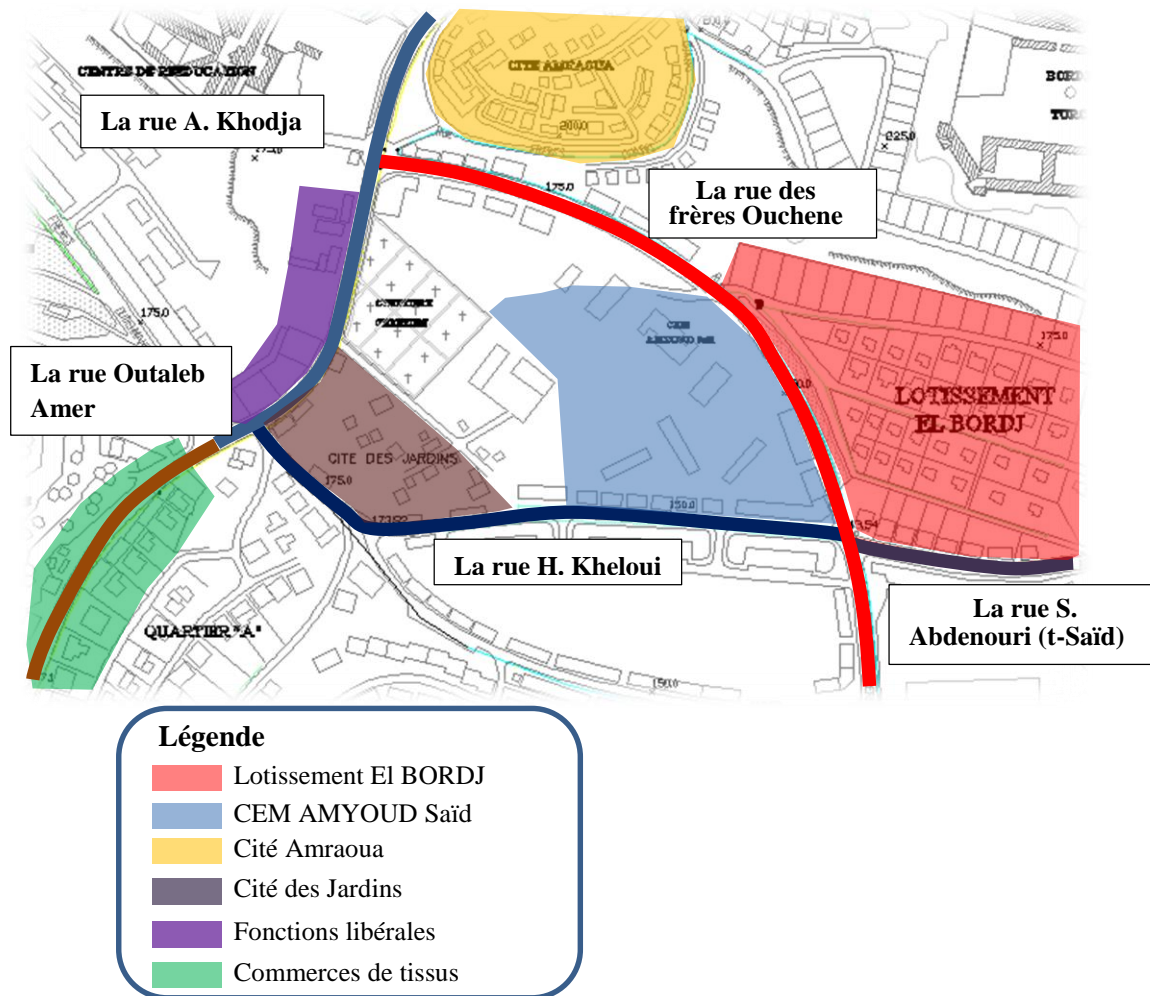 CENTRE DE REEDUCATION
CITE AMRAOUA
La rue A. Khodja
200.0
225.0
175.0
La rue des
frères Ouchene
175.0
175.0
CEM
175.0
La rue Outaleb
Amer
LOTISSEMENT
EL BORDJ
CITE DES JARDINS
175.0
150.0
La rue H. Kheloui
La rue S.
Abdenouri (t-Saïd)
QUARTIER "A"
150.0
Légende
Lotissement El BORDJ
CEM AMYOUD Saïd
Cité Amraoua
Cité des Jardins
Fonctions libérales
Commerces de tissus